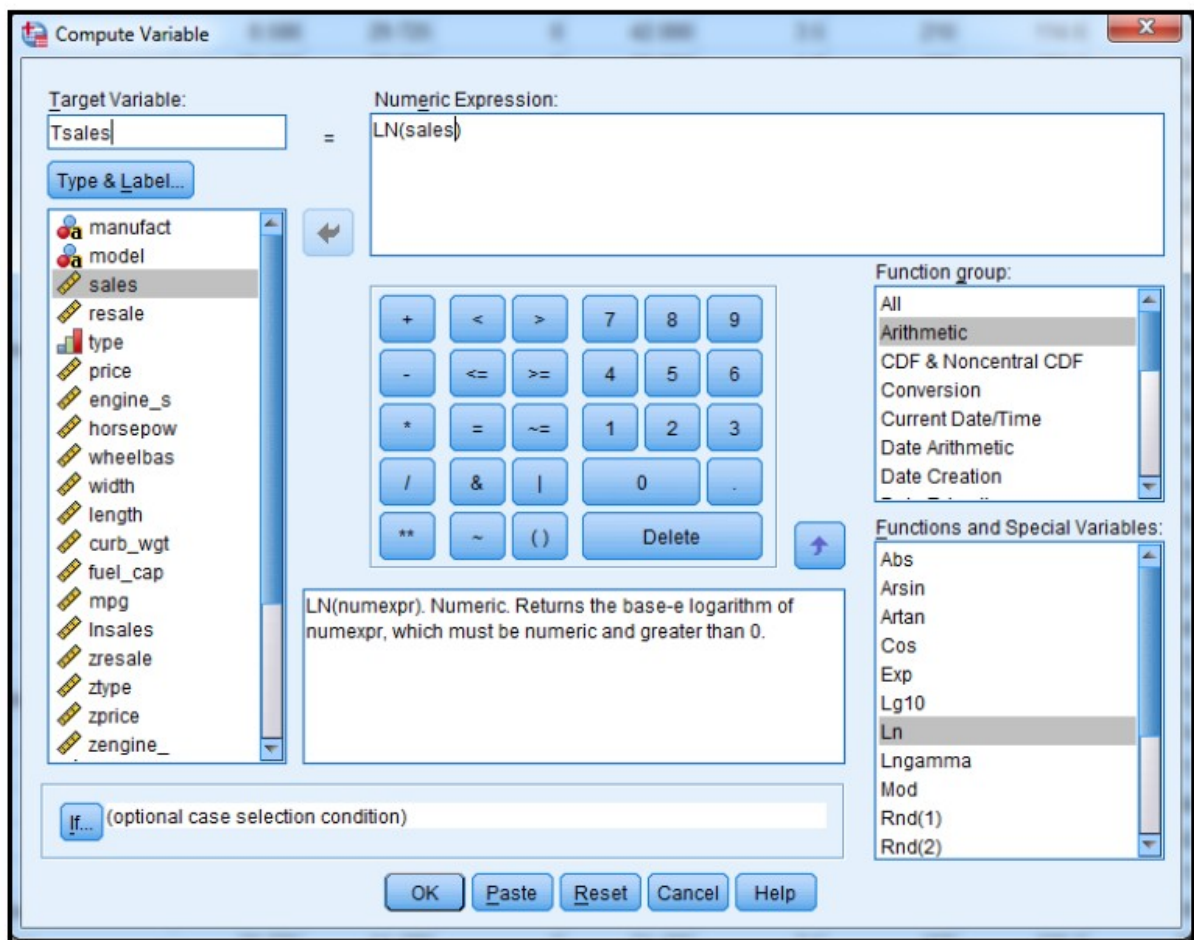 Compute Variable
Target Variable:
Tsales
=
Numeric Expression:
LN(sales)
Type & Label...
manufact
model
sales
resale
type
price
engine_s
horsepow
wheelbas
width
length
curb_wgt
fuel_cap
mpg
lnsales
zresale
ztype
zprice
zengine_
+ < > 7 8 9
- <= >= 4 5 6
* = ~= 1 2 3
/ & | 0 .
** ~ ( ) Delete
Function group:
All
Arithmetic
CDF & Noncentral CDF
Conversion
Current Date/Time
Date Arithmetic
Date Creation
LN(numexpr). Numeric. Returns the base-e logarithm of
numexpr, which must be numeric and greater than 0.
Functions and Special Variables:
Abs
Arsin
Artan
Cos
Exp
Lg10
Ln
Lngamma
Mod
Rnd(1)
Rnd(2)
If... (optional case selection condition)
OK Paste Reset Cancel Help